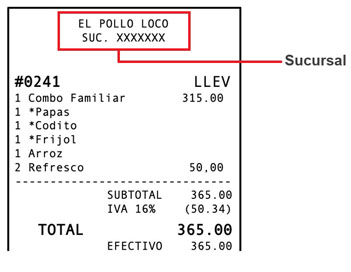 EL POLLO LOCO
SUC. XXXXXXX
Sucursal
#0241 LLEV
1 Combo Familiar 315.00
1 *Papas
1 *Codito
1 *Frijol
1 Arroz
2 Refresco 50,00
---------------------------------
SUBTOTAL 365.00
IVA 16% (50.34)
TOTAL 365.00
EFECTIVO 365.00